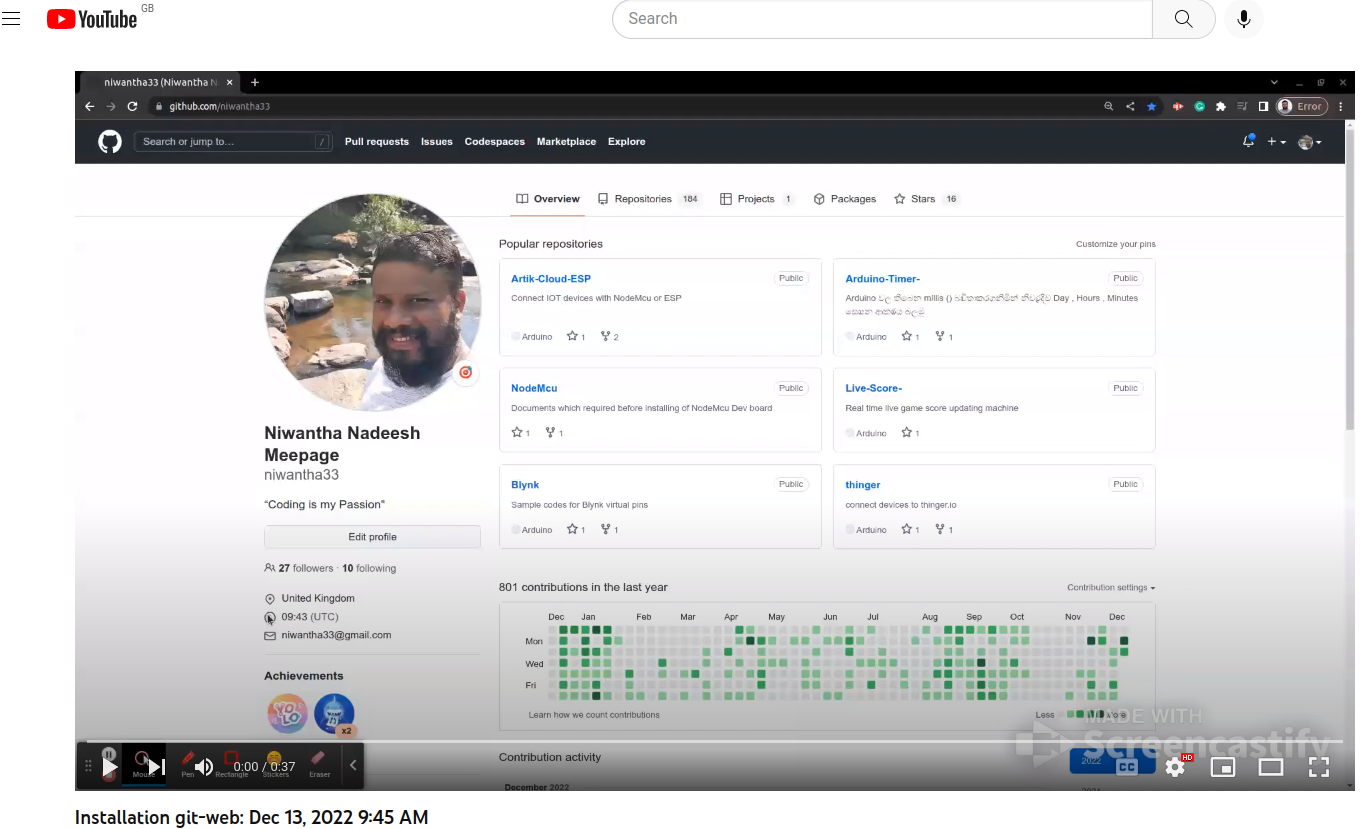 YouTube GB
Search
niwantha33 (Niwantha N
github.com/niwantha33
Error
Search or jump to... /
Pull requests Issues Codespaces Marketplace Explore
Overview Repositories 184 Projects 1 Packages Stars 16
Popular repositories
Customize your pins
Artik-Cloud-ESP Public
Connect IOT devices with NodeMcu or ESP
Arduino 1 2
Arduino-Timer- Public
Arduino වල තිබෙන millis () Day , Hours , Minutes
බලමු
Arduino 1 1
NodeMcu Public
Documents which required before installing of NodeMcu Dev board
1 1
Live-Score- Public
Real time live game score updating machine
Arduino 1
Blynk Public
Sample codes for Blynk virtual pins
Arduino 1 1
thinger Public
connect devices to thinger.io
Arduino 1 1
Niwantha Nadeesh
Meepage
niwantha33
"Coding is my Passion"
Edit profile
27 followers · 10 following
United Kingdom
09:43 (UTC)
niwantha33@gmail.com
Achievements
YOLO
x2
801 contributions in the last year
Contribution settings
Dec Jan Feb Mar Apr May Jun Jul Aug Sep Oct Nov Dec
Mon
Wed
Fri
Learn how we count contributions
Less More
MADE WITH
Screencastify
Contribution activity
2022
December 2022
2021
Mouse Pen Rectangle Stickers Eraser
0:00 / 0:37
CC HD
Installation git-web: Dec 13, 2022 9:45 AM